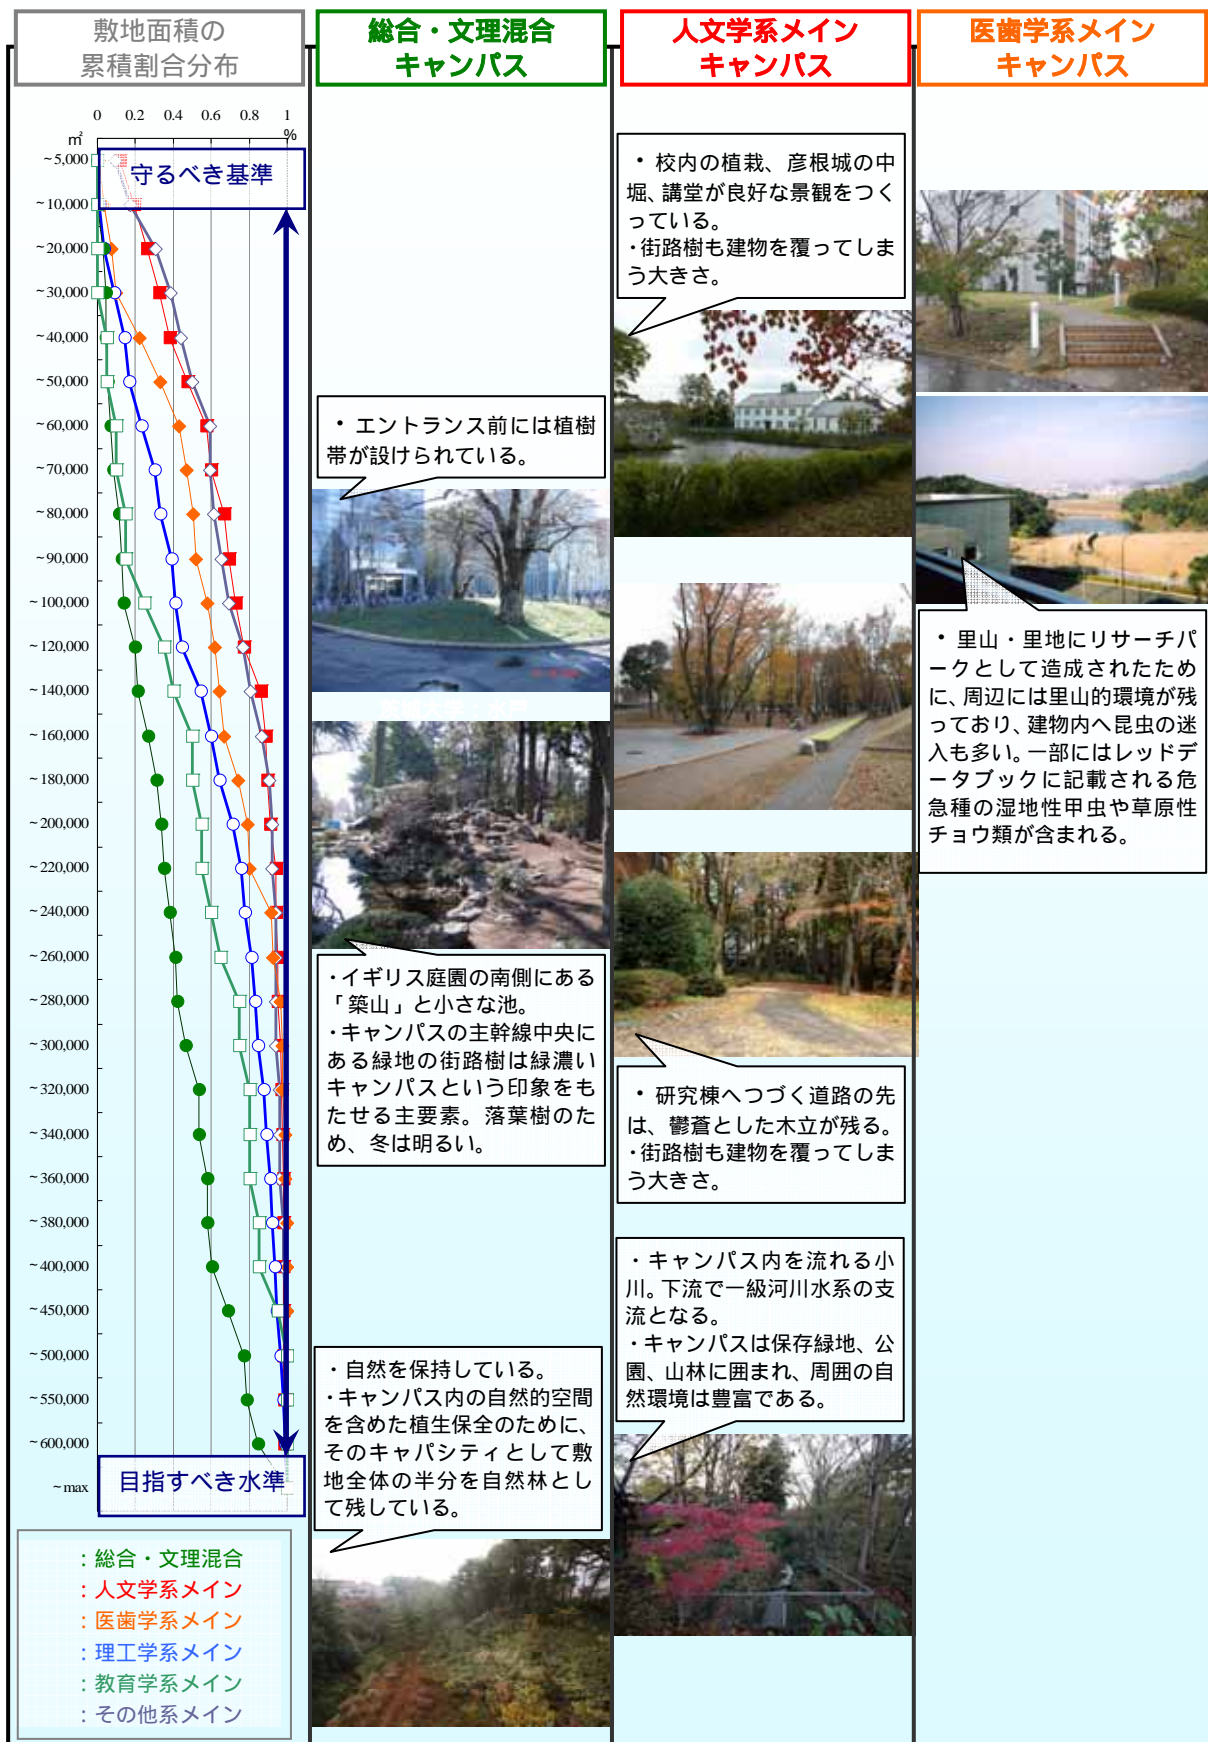 敷地面積の
累積割合分布
総合・文理混合
キャンパス
人文学系メイン
キャンパス
医歯学系メイン
キャンパス
0 0.2 0.4 0.6 0.8 1
㎡
%
~5,000
~10,000
~20,000
~30,000
~40,000
~50,000
~60,000
~70,000
~80,000
~90,000
~100,000
~120,000
~140,000
~160,000
~180,000
~200,000
~220,000
~240,000
~260,000
~280,000
~300,000
~320,000
~340,000
~360,000
~380,000
~400,000
~450,000
~500,000
~550,000
~600,000
~max
守るべき基準
目指すべき水準
:総合・文理混合
:人文学系メイン
:医歯学系メイン
:理工学系メイン
:教育学系メイン
:その他系メイン
・エントランス前には植樹
帯が設けられている。
・イギリス庭園の南側にある
「築山」と小さな池。
・キャンパスの主幹線中央に
ある緑地の街路樹は緑濃い
キャンパスという印象をも
たせる主要素。落葉樹のた
め、冬は明るい。
・自然を保持している。
・キャンパス内の自然的空間
を含めた植生保全のために、
そのキャパシティとして敷
地全体の半分を自然林とし
て残している。
・校内の植栽、彦根城の中
堀、講堂が良好な景観をつく
っている。
・街路樹も建物を覆ってしま
う大きさ。
・研究棟へつづく道路の先
は、鬱蒼とした木立が残る。
・街路樹も建物を覆ってしま
う大きさ。
・キャンパス内を流れる小
川。下流で一級河川水系の支
流となる。
・キャンパスは保存緑地、公
園、山林に囲まれ、周囲の自
然環境は豊富である。
・里山・里地にリサーチパ
ークとして造成されたため
に、周辺には里山的環境が残
っており、建物内へ昆虫の迷
入も多い。一部にはレッドデ
ータブックに記載される危
急種の湿地性甲虫や草原性
チョウ類が含まれる。